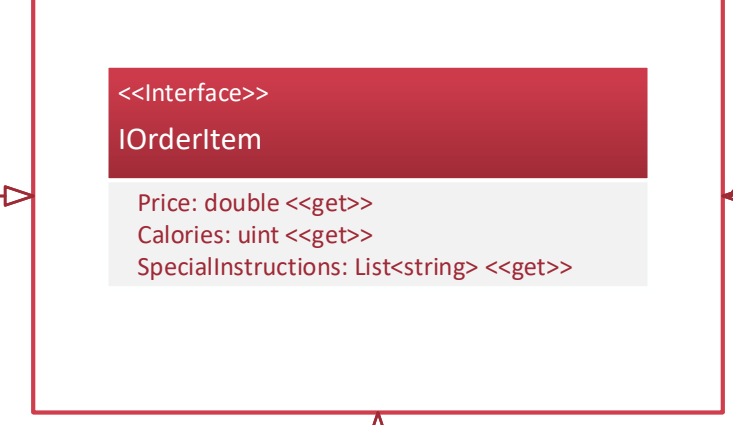 <<Interface>>
IOrderItem
Price: double <<get>>
Calories: uint <<get>>
SpecialInstructions: List<string> <<get>>